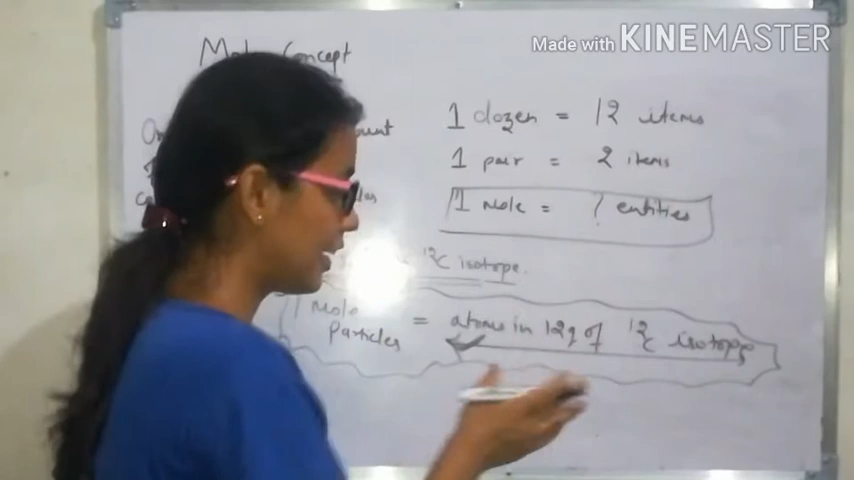 Made with KINEMASTER
Concept
1 dozen = 12 items
1 pair = 2 items
1 mole = ? entities
12C isotope.
1 mole
Particles = atoms in 12g of 12C isotope